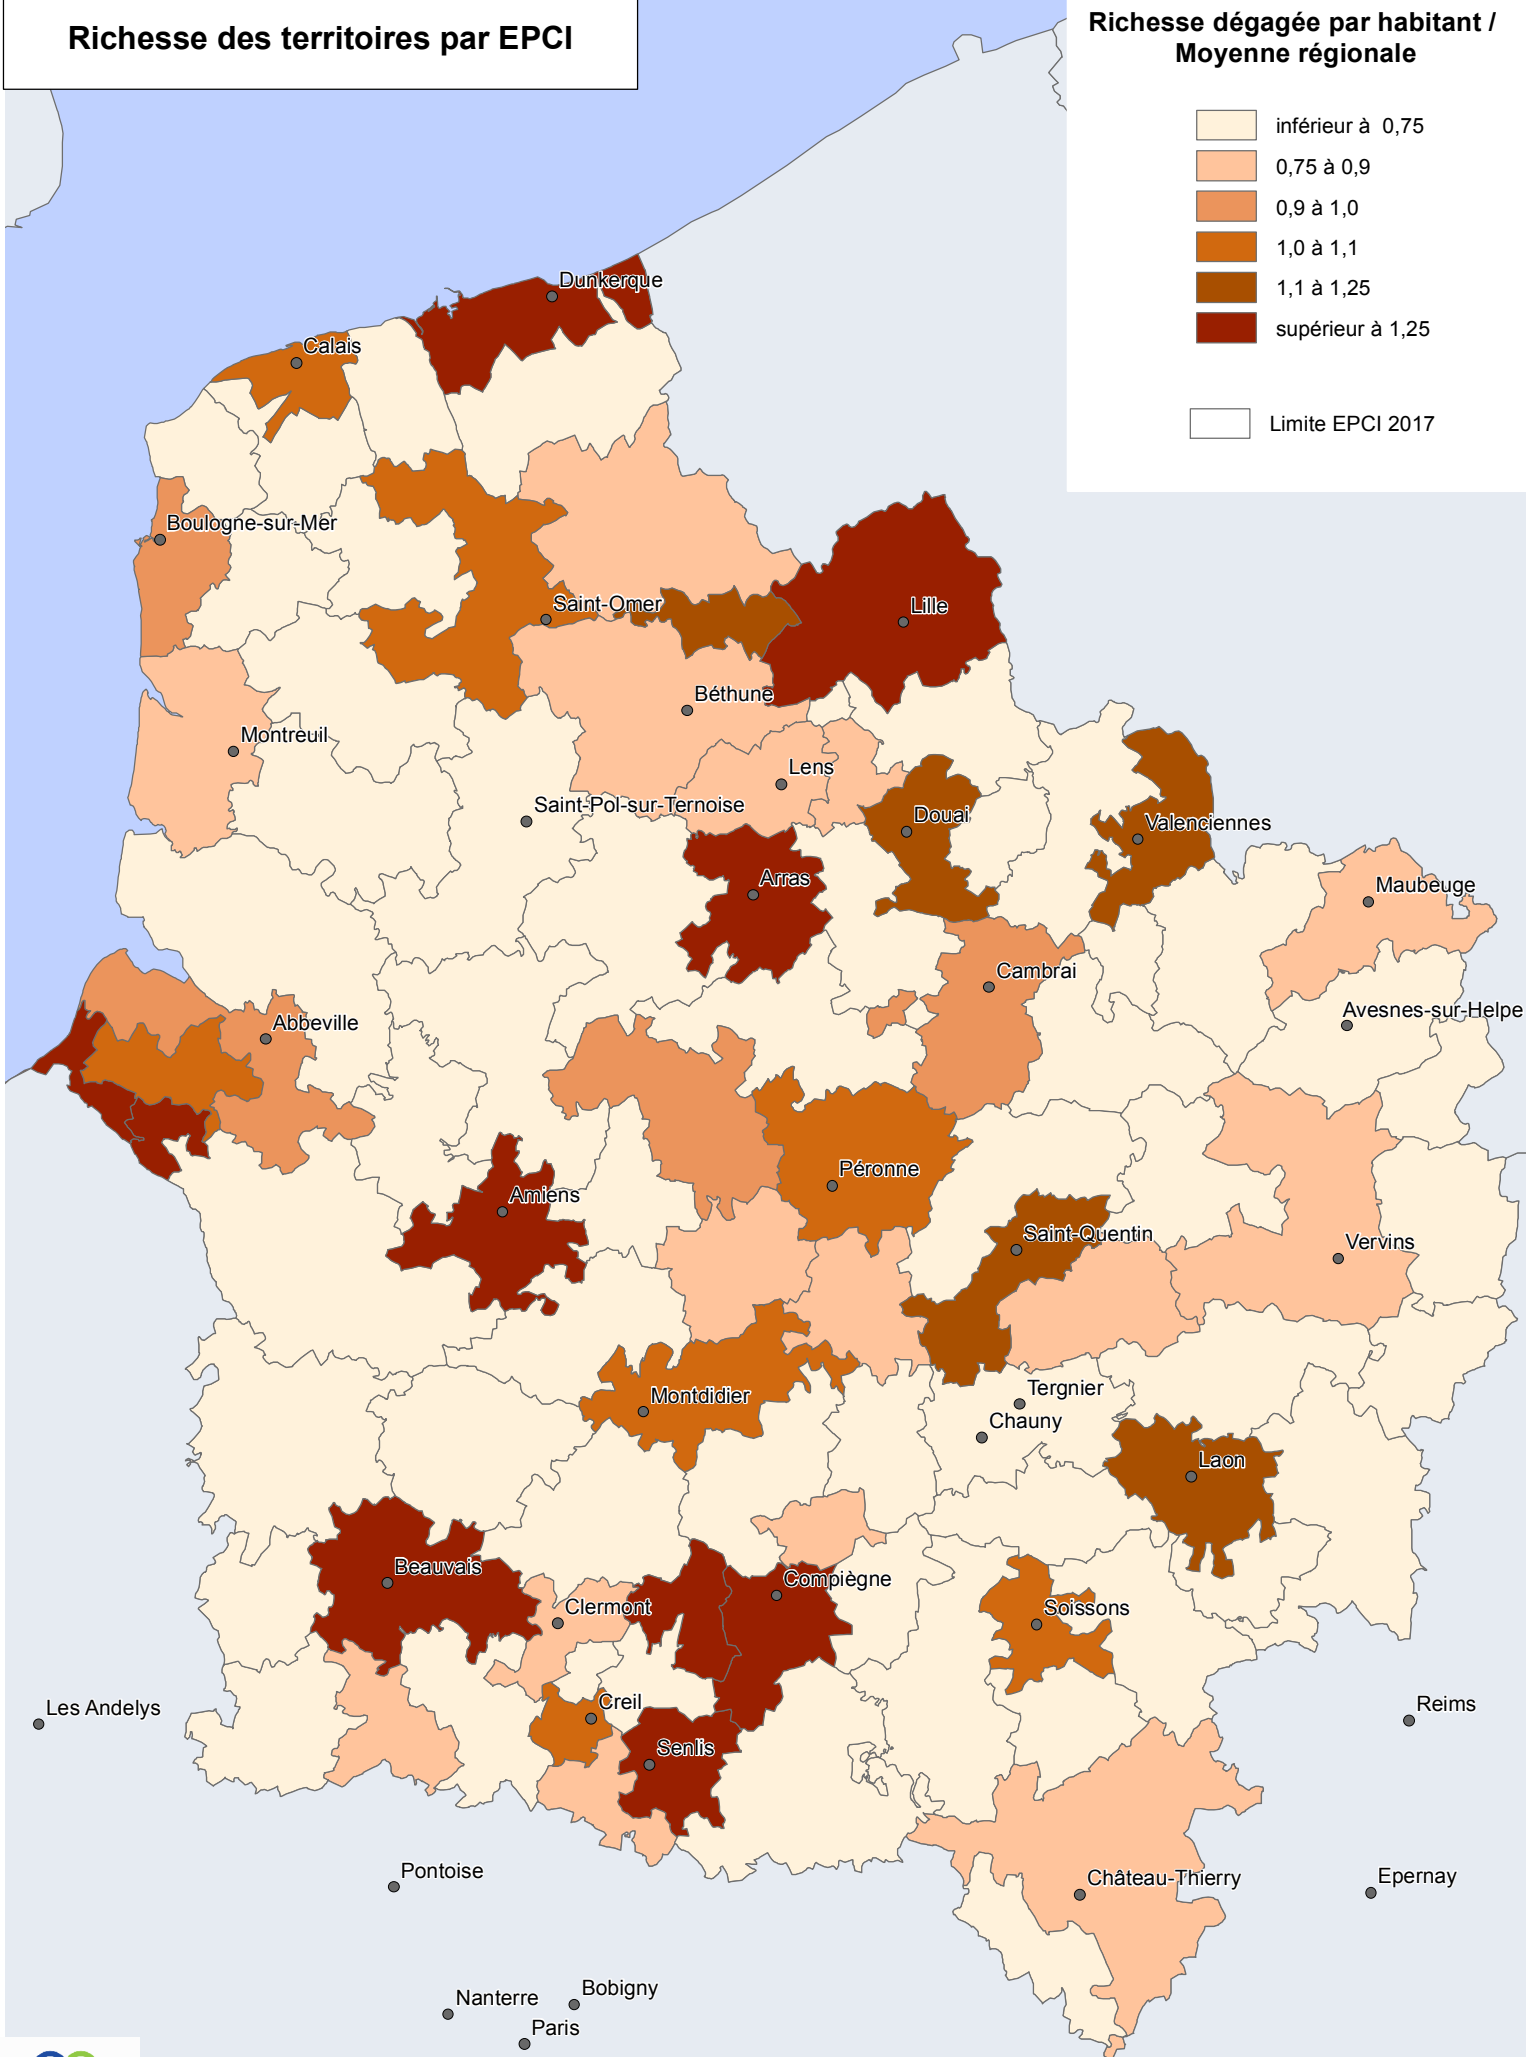 Richesse des territoires par EPCI
Richesse dégagée par habitant /
Moyenne régionale
inférieur à 0,75
0,75 à 0,9
0,9 à 1,0
1,0 à 1,1
1,1 à 1,25
supérieur à 1,25
Limite EPCI 2017
Dunkerque
Calais
Boulogne-sur-Mer
Saint-Omer
Lille
Béthune
Montreuil
Lens
Saint-Pol-sur-Ternoise
Douai
Valenciennes
Arras
Maubeuge
Cambrai
Avesnes-sur-Helpe
Abbeville
Péronne
Amiens
Saint-Quentin
Vervins
Tergnier
Montdidier
Chauny
Laon
Beauvais
Compiègne
Clermont
Soissons
Creil
Les Andelys
Reims
Senlis
Pontoise
Château-Thierry
Epernay
Bobigny
Nanterre
Paris